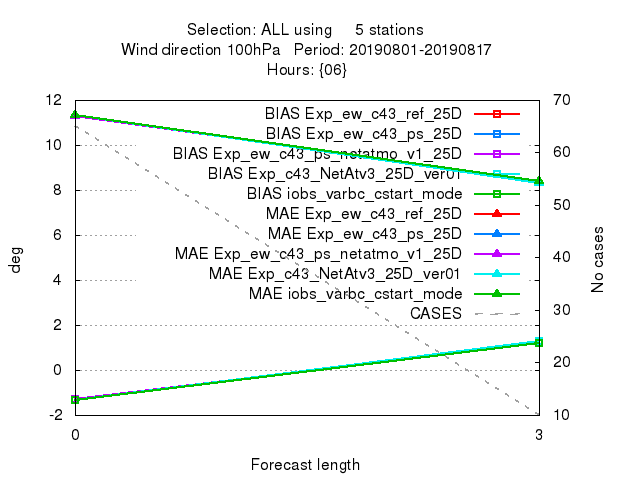 Selection: ALL using 5 stations
Wind direction 100hPa Period: 20190801-20190817
Hours: {06}
12
10
8
6
4
2
0
-2
deg
70
60
50
40
30
20
10
No cases
BIAS Exp_ew_c43_ref_25D
BIAS Exp_ew_c43_ps_25D
BIAS Exp_ew_c43_ps_netatmo_v1_25D
BIAS Exp_c43_NetAtv3_25D_ver01
BIAS iobs_varbc_cstart_mode
MAE Exp_ew_c43_ref_25D
MAE Exp_ew_c43_ps_25D
MAE Exp_ew_c43_ps_netatmo_v1_25D
MAE Exp_c43_NetAtv3_25D_ver01
MAE iobs_varbc_cstart_mode
CASES
0 3
Forecast length